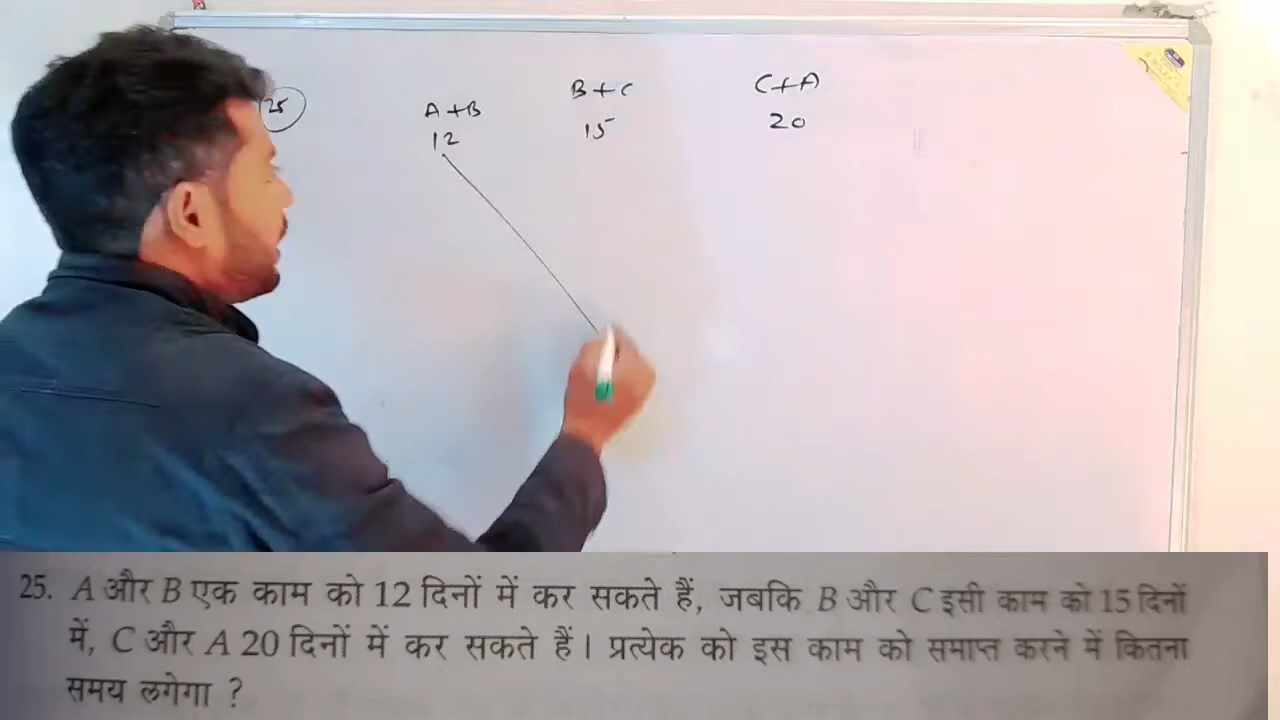 25
A+B
B+C
C+A
12
15
20
25. A और B एक काम को 12 दिनों में कर सकते हैं, जबकि B और C इसी काम को 15 दिनों
में, C और A 20 दिनों में कर सकते हैं। प्रत्येक को इस काम को समाप्त करने में कितना
समय लगेगा ?